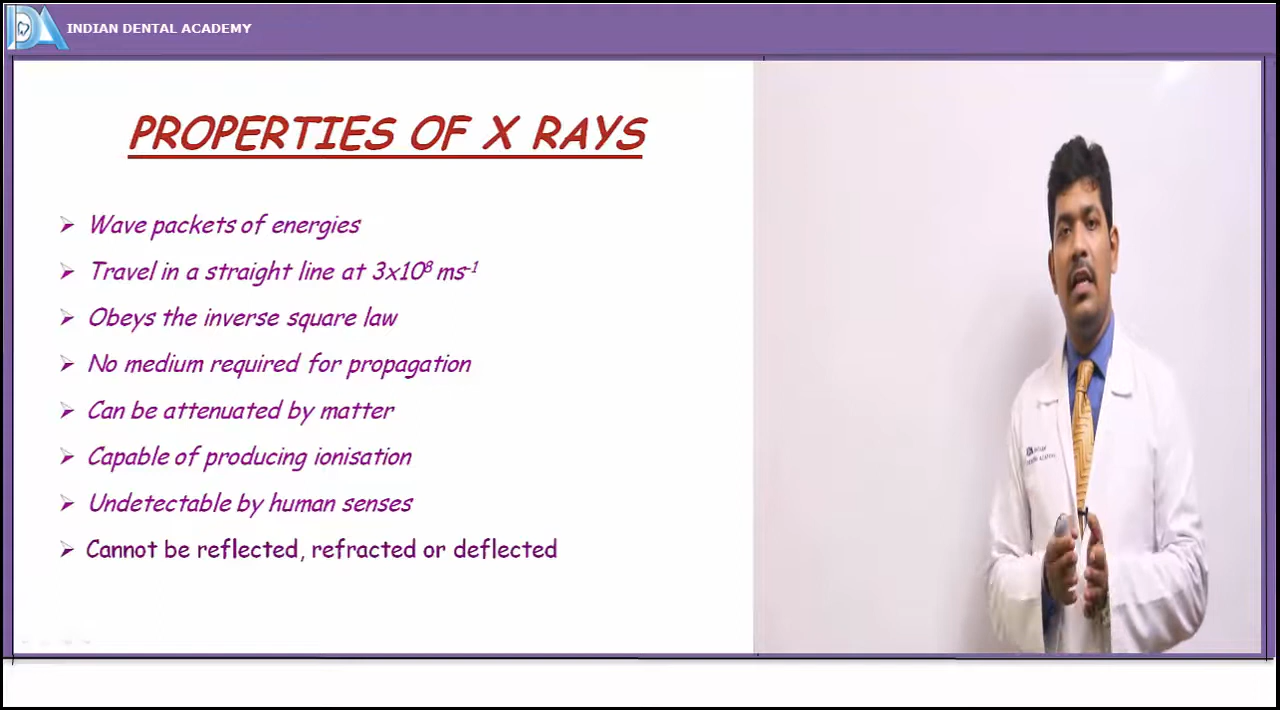 INDIAN DENTAL ACADEMY
PROPERTIES OF X RAYS
Wave packets of energies
Travel in a straight line at 3x10⁸ ms⁻¹
Obeys the inverse square law
No medium required for propagation
Can be attenuated by matter
Capable of producing ionisation
Undetectable by human senses
Cannot be reflected, refracted or deflected